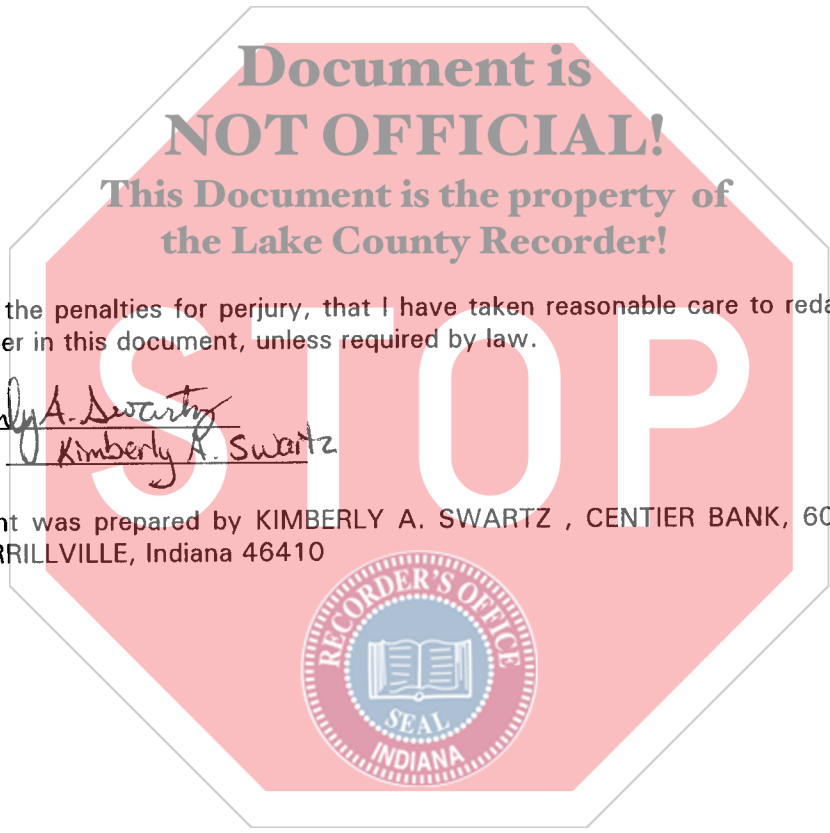 Document is
NOT OFFICIAL!
This Document is the property of
the Lake County Recorder!
the penalties for perjury, that I have taken reasonable care to reda
er in this document, unless required by law.
ly A. Swartz
Kimberly A. Swartz
STOP
nt was prepared by KIMBERLY A. SWARTZ , CENTIER BANK, 60
RRILLVILLE, Indiana 46410
RECORDER'S OFFICE
SEAL
INDIANA